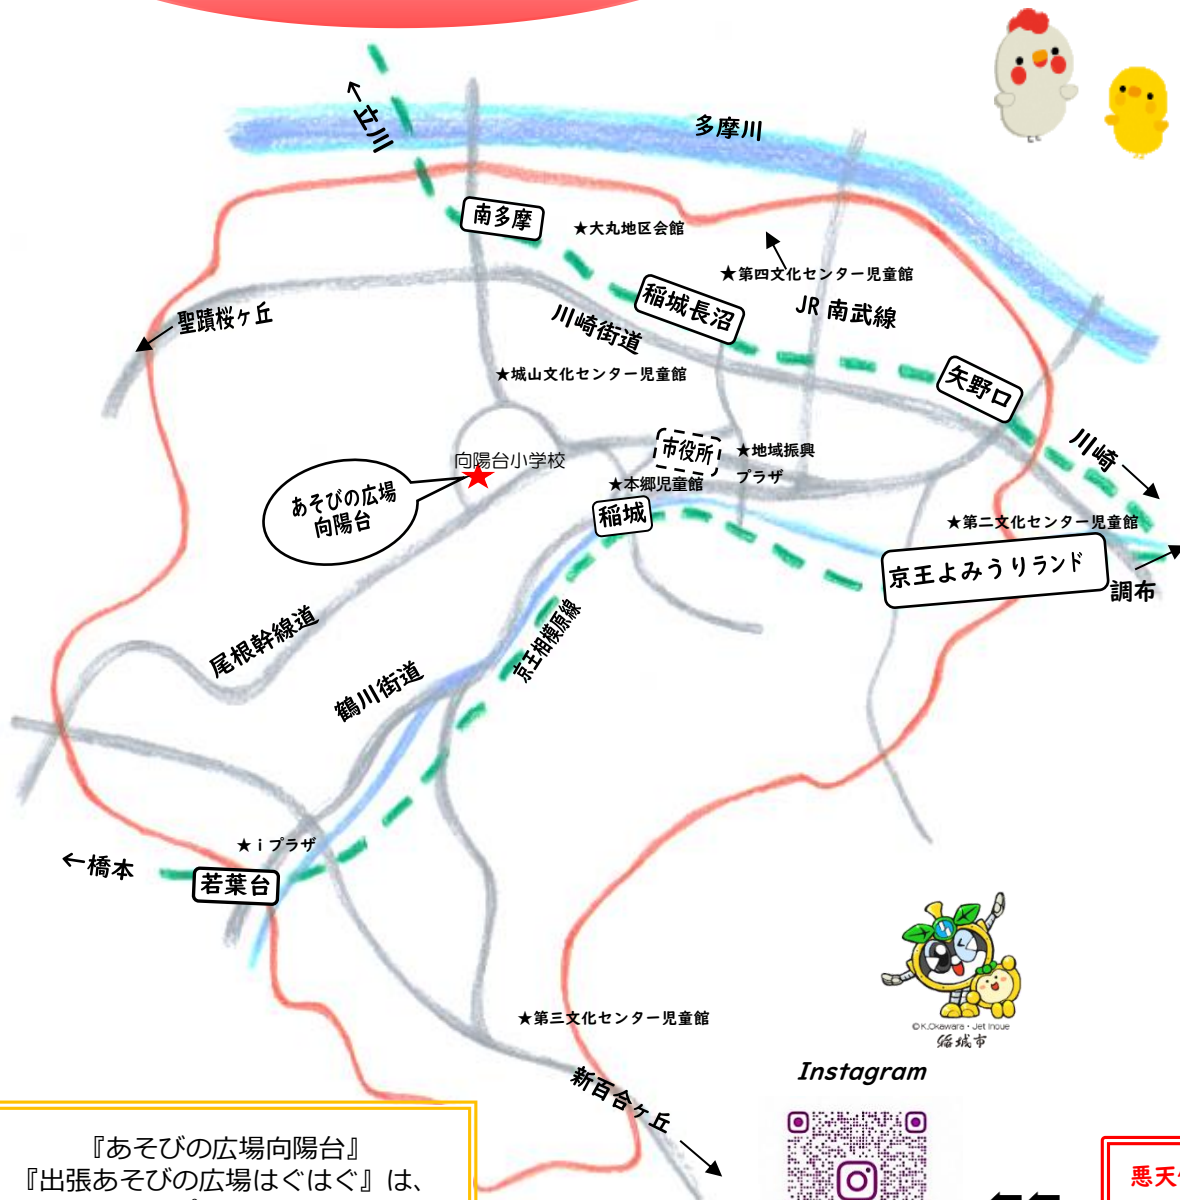 立川
多摩川
南多摩
★大丸地区会館
★第四文化センター児童館
稲城長沼
JR 南武線
聖蹟桜ヶ丘
川崎街道
★城山文化センター児童館
矢野口
向陽台小学校
市役所
★地域振興
プラザ
川崎
あそびの広場
向陽台
★本郷児童館
稲城
★第二文化センター児童館
京王よみうりランド
調布
京王相模原線
尾根幹線道
鶴川街道
★ｉプラザ
←橋本
若葉台
★第三文化センター児童館
新百合ヶ丘
©K.Okawara・Jet Inoue
稲城市
Instagram
『あそびの広場向陽台』
『出張あそびの広場はぐはぐ』は、
悪天